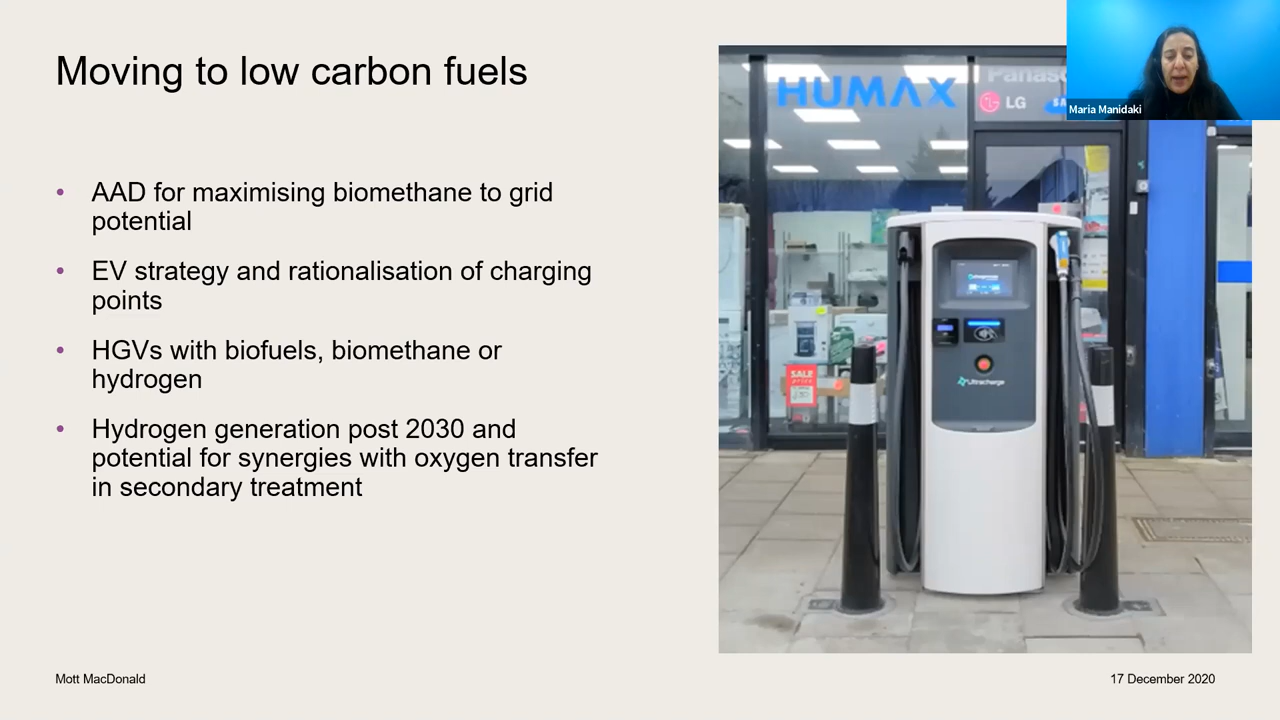 Moving to low carbon fuels
HUMAX
Panas
LG
Maria Manidaki
• AAD for maximising biomethane to grid
potential
• EV strategy and rationalisation of charging
points
• HGVs with biofuels, biomethane or
hydrogen
• Hydrogen generation post 2030 and
potential for synergies with oxygen transfer
in secondary treatment
SALE
Ultracharge
Mott MacDonald
17 December 2020